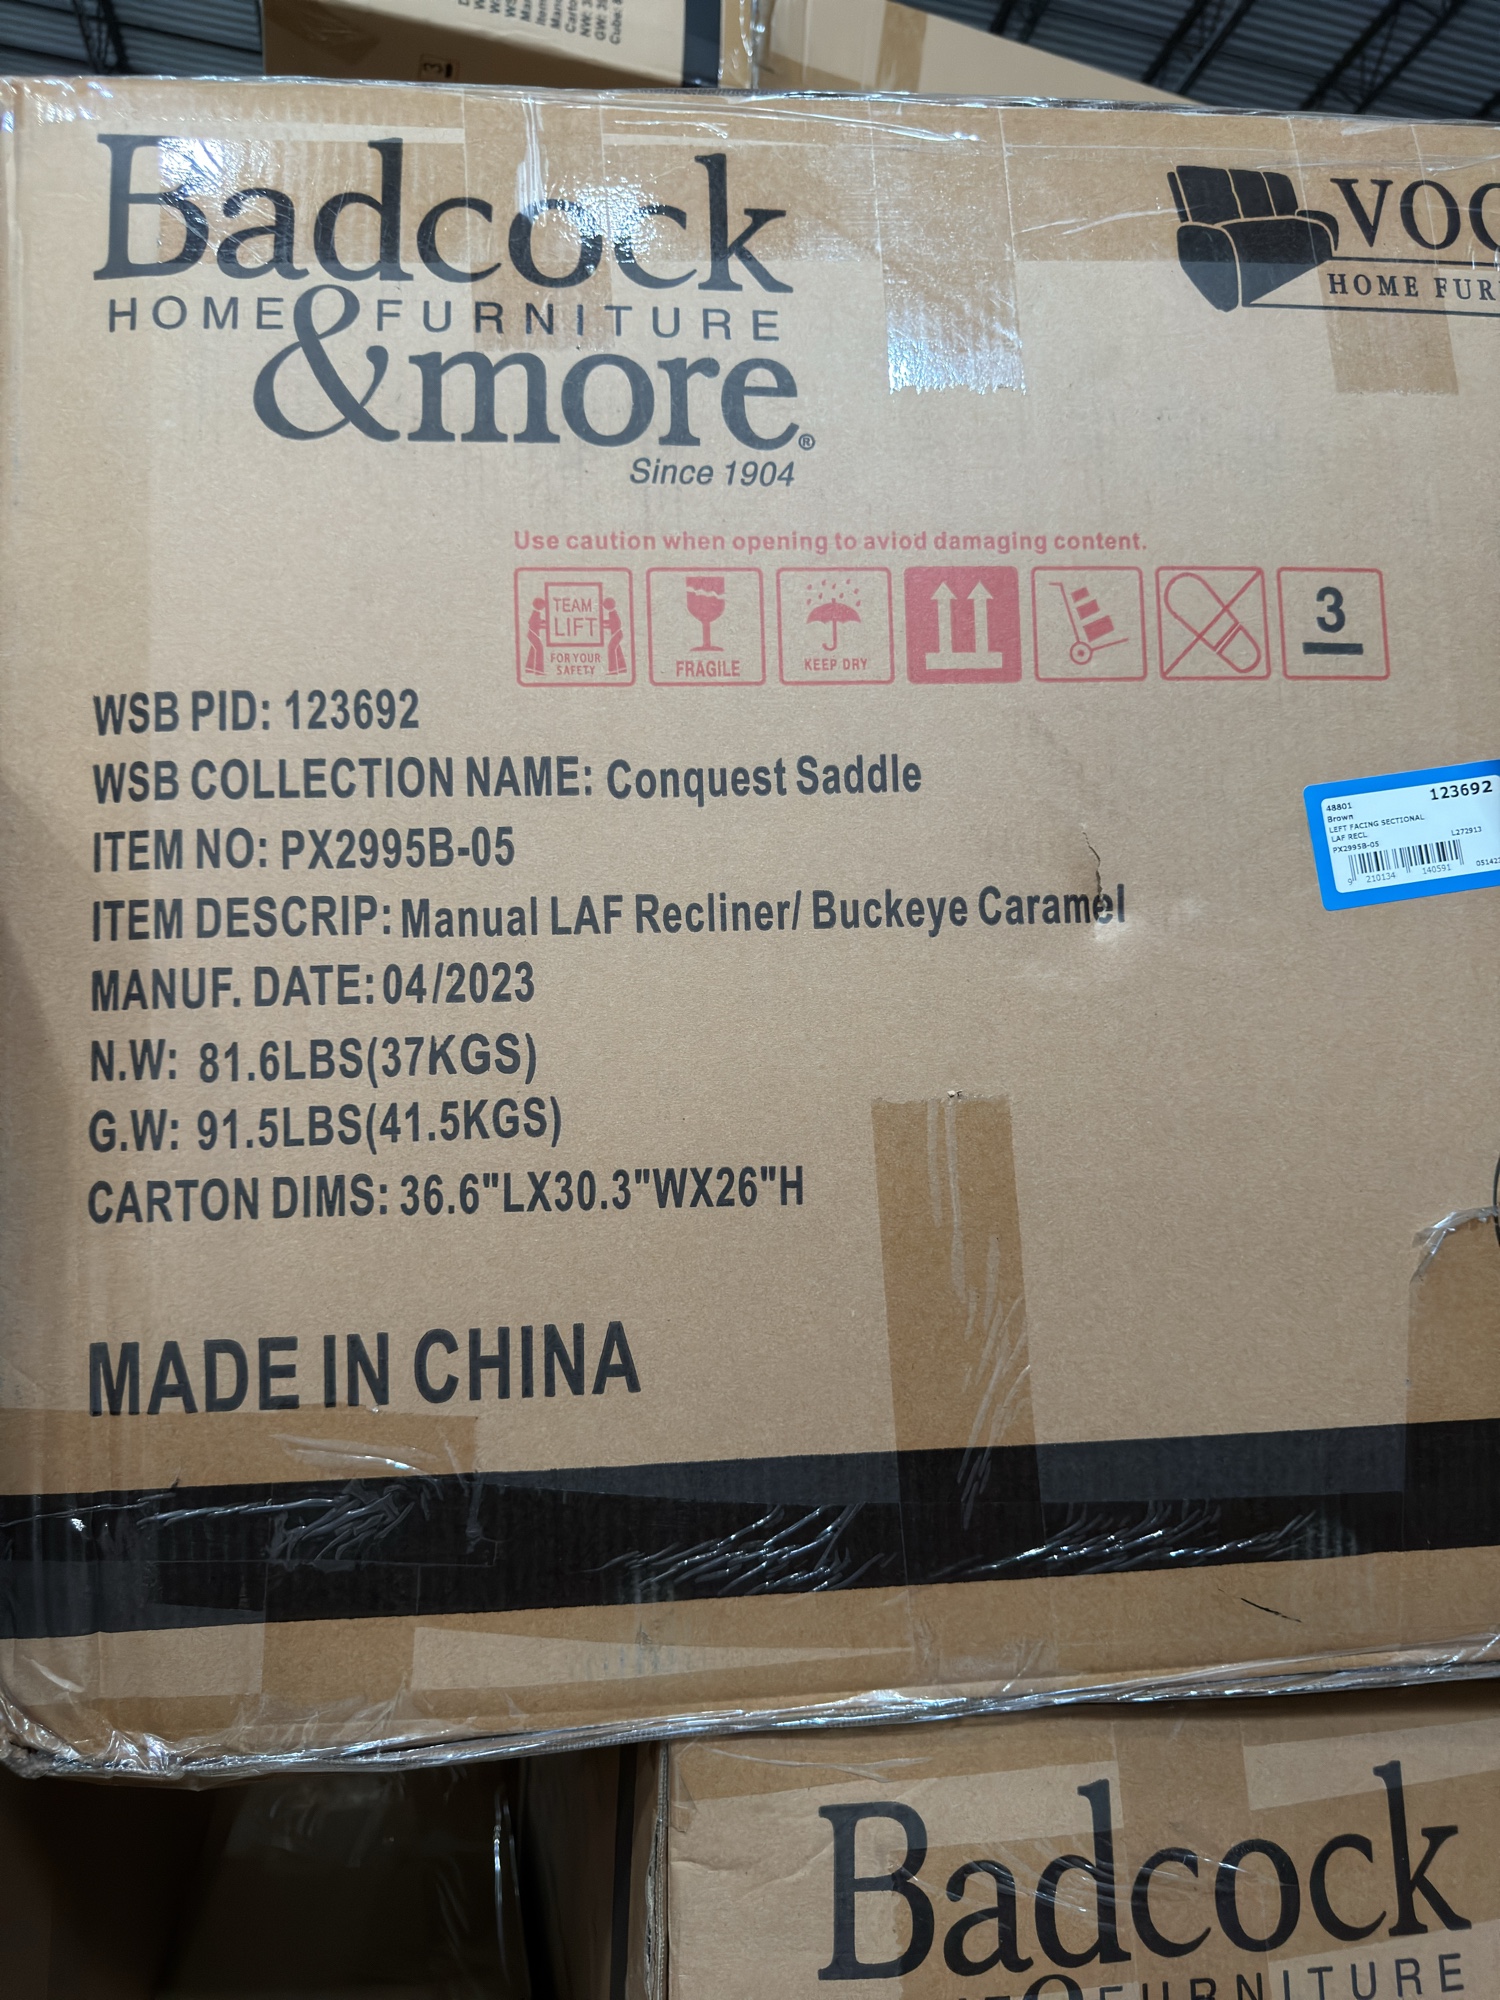 Badcock
HOME FURNITURE
&more®
Since 1904
HOME
Use caution when opening to aviod damaging content.
TEAM
LIFT
FOR YOUR
SAFETY
FRAGILE
KEEP DRY
3
WSB PID: 123692
WSB COLLECTION NAME: Conquest Saddle
ITEM NO: PX2995B-05
ITEM DESCRIP: Manual LAF Recliner/ Buckeye Caramel
MANUF. DATE: 04/2023
N.W: 81.6LBS(37KGS)
G.W: 91.5LBS(41.5KGS)
CARTON DIMS: 36.6"LX30.3"WX26"H
MADE IN CHINA
48801
123692
Brown
LEFT FACING SECTIONAL
LAF RECL
L272913
PX2995B-05
9 210134 140591
Badcock
FURNITURE